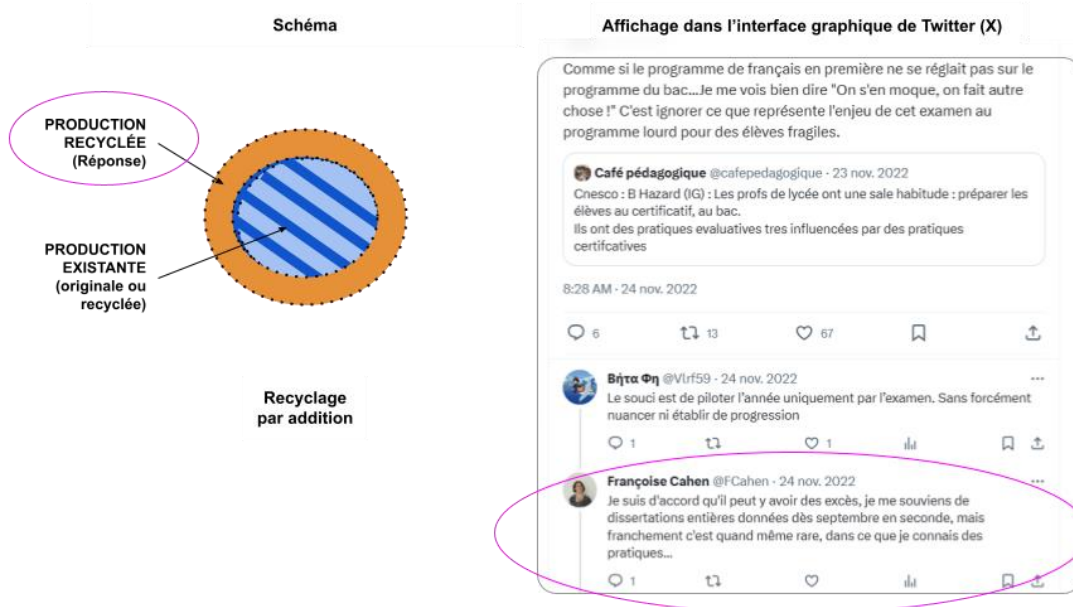 Schéma
Affichage dans l'interface graphique de Twitter (X)
PRODUCTION
RECYCLÉE
(Réponse)
PRODUCTION
EXISTANTE
(originale ou
recyclée)
Recyclage
par addition
Comme si le programme de français en première ne se réglait pas sur le
programme du bac...Je me vois bien dire "On s'en moque, on fait autre
chose !" C'est ignorer ce que représente l'enjeu de cet examen au
programme lourd pour des élèves fragiles.
Café pédagogique @cafepedagogique · 23 nov. 2022
Cnesco : B Hazard (IG) : Les profs de lycée ont une sale habitude : préparer les
élèves au certificatif, au bac.
Ils ont des pratiques evaluatives tres influencées par des pratiques
certifcatives
8:28 AM · 24 nov. 2022
6 13 67
Βήτα Φη @Vlrf59 · 24 nov. 2022
Le souci est de piloter l'année uniquement par l'examen. Sans forcément
nuancer ni établir de progression
1 1
Françoise Cahen @FCahen · 24 nov. 2022
Je suis d'accord qu'il peut y avoir des excès, je me souviens de
dissertations entières données dès septembre en seconde, mais
franchement c'est quand même rare, dans ce que je connais des
pratiques...
1